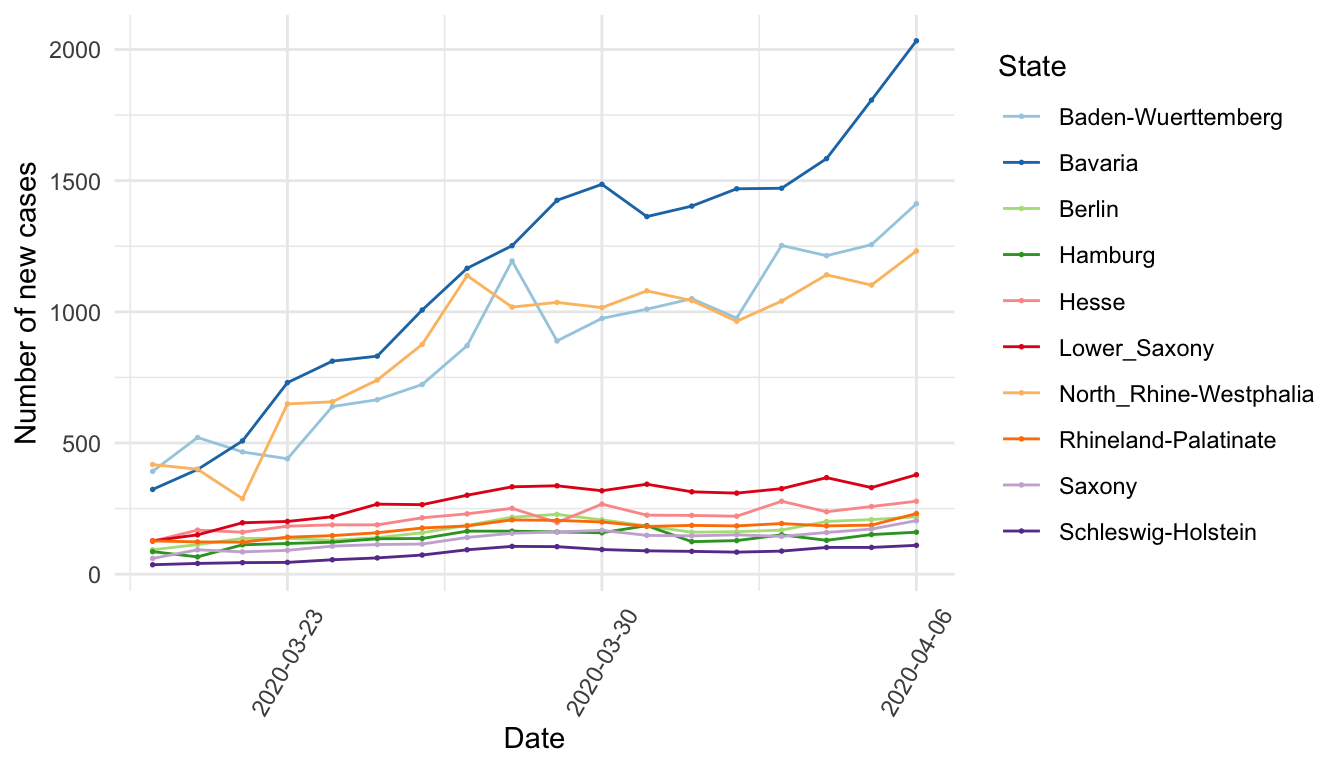 2000
1500
1000
500
0
Number of new cases
2020-03-23
2020-03-30
2020-04-06
Date
State
Baden-Wuerttemberg
Bavaria
Berlin
Hamburg
Hesse
Lower_Saxony
North_Rhine-Westphalia
Rhineland-Palatinate
Saxony
Schleswig-Holstein